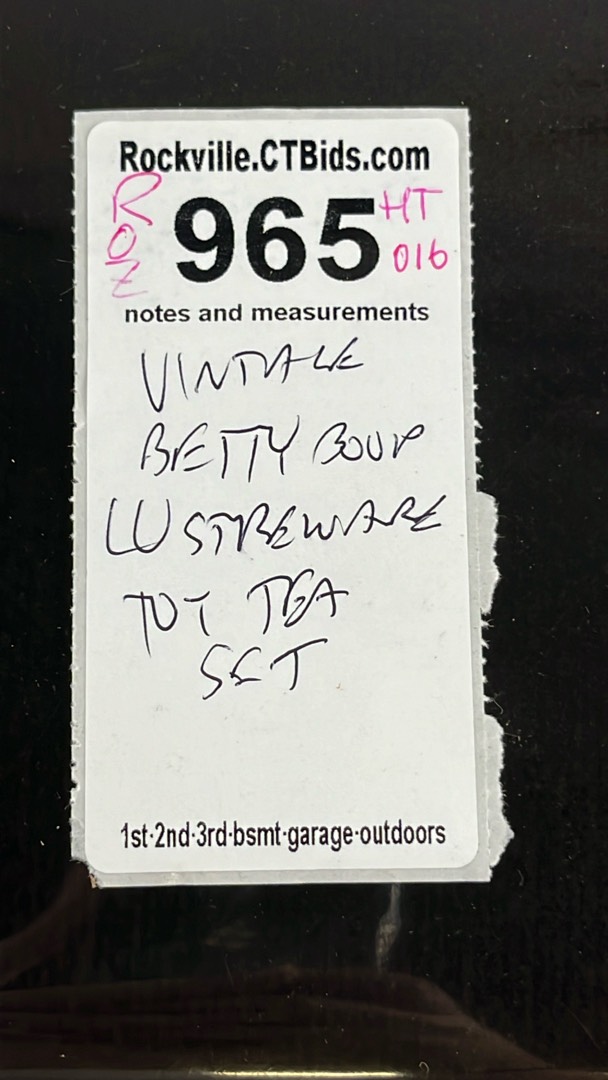 Rockville.CTBids.com
ROZ
965
HT
016
notes and measurements
VINTAGE
BETTY BOOP
LUSTREWARE
TOY TEA
SET
1st·2nd·3rd·bsmt·garage·outdoors